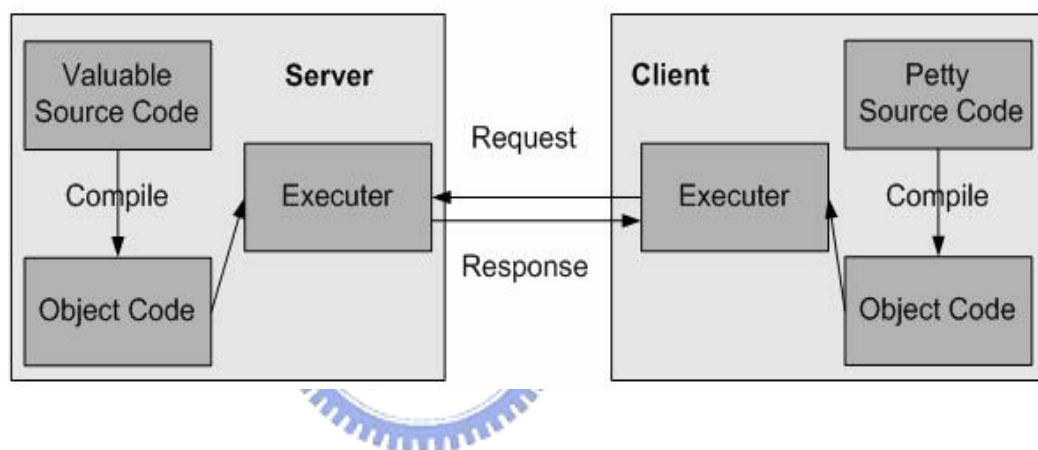 Valuable
Source Code
Server
Compile
Executer
Object Code
Request
Response
Client
Petty
Source Code
Executer
Compile
Object Code